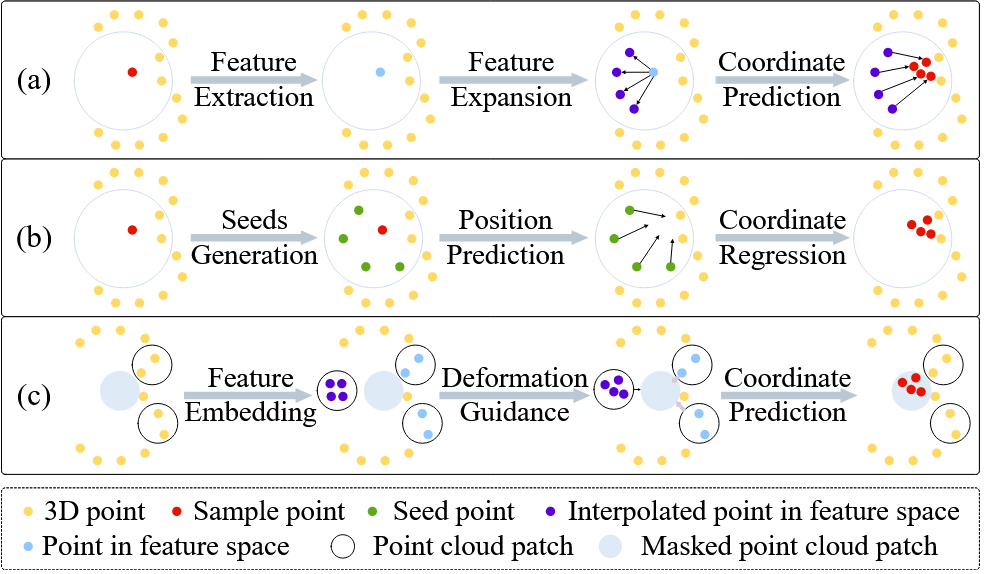 (a)
Feature
Extraction
Feature
Expansion
Coordinate
Prediction
(b)
Seeds
Generation
Position
Prediction
Coordinate
Regression
(c)
Feature
Embedding
Deformation
Guidance
Coordinate
Prediction
3D point Sample point Seed point Interpolated point in feature space
Point in feature space Point cloud patch Masked point cloud patch